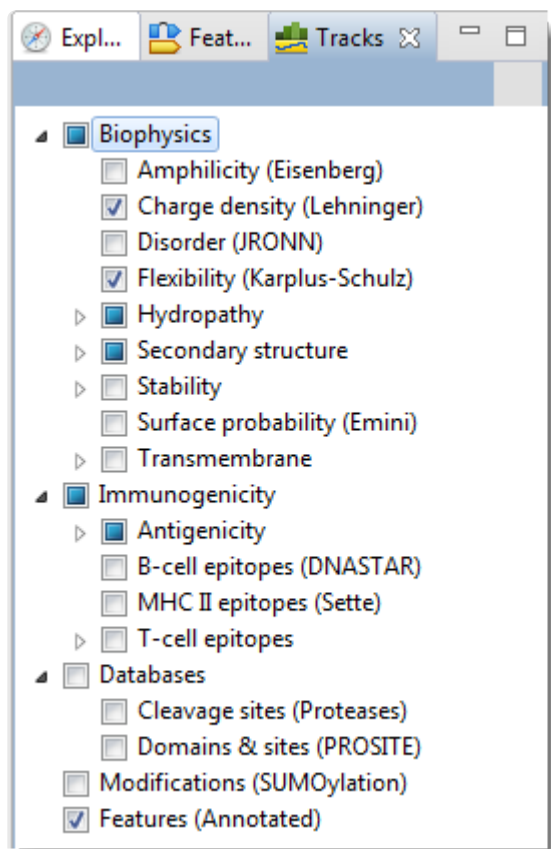 Expl... Feat... Tracks
Biophysics
Amphilicity (Eisenberg)
Charge density (Lehninger)
Disorder (JRONN)
Flexibility (Karplus-Schulz)
Hydropathy
Secondary structure
Stability
Surface probability (Emini)
Transmembrane
Immunogenicity
Antigenicity
B-cell epitopes (DNASTAR)
MHC II epitopes (Sette)
T-cell epitopes
Databases
Cleavage sites (Proteases)
Domains & sites (PROSITE)
Modifications (SUMOylation)
Features (Annotated)